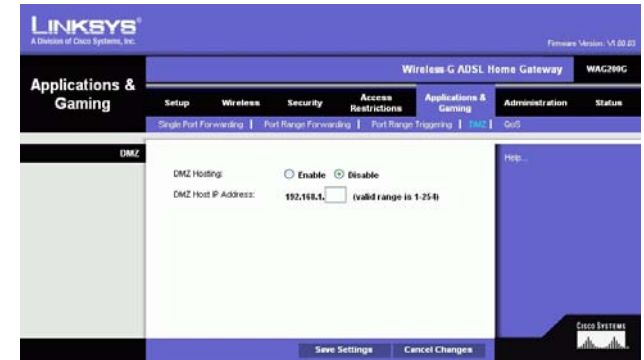 LINKSYS®
A Division of Cisco Systems, Inc.
Firmware Version: V1.00.03
Wireless-G ADSL Home Gateway WAG200G
Applications & Gaming
Setup Wireless Security Access Restrictions Applications & Gaming Administration Status
Single Port Forwarding | Port Range Forwarding | Port Range Triggering | DMZ | QoS
DMZ
DMZ Hosting: Enable Disable
DMZ Host IP Address: 192.168.1. (valid range is 1-254)
Help...
Save Settings Cancel Changes
CISCO SYSTEMS